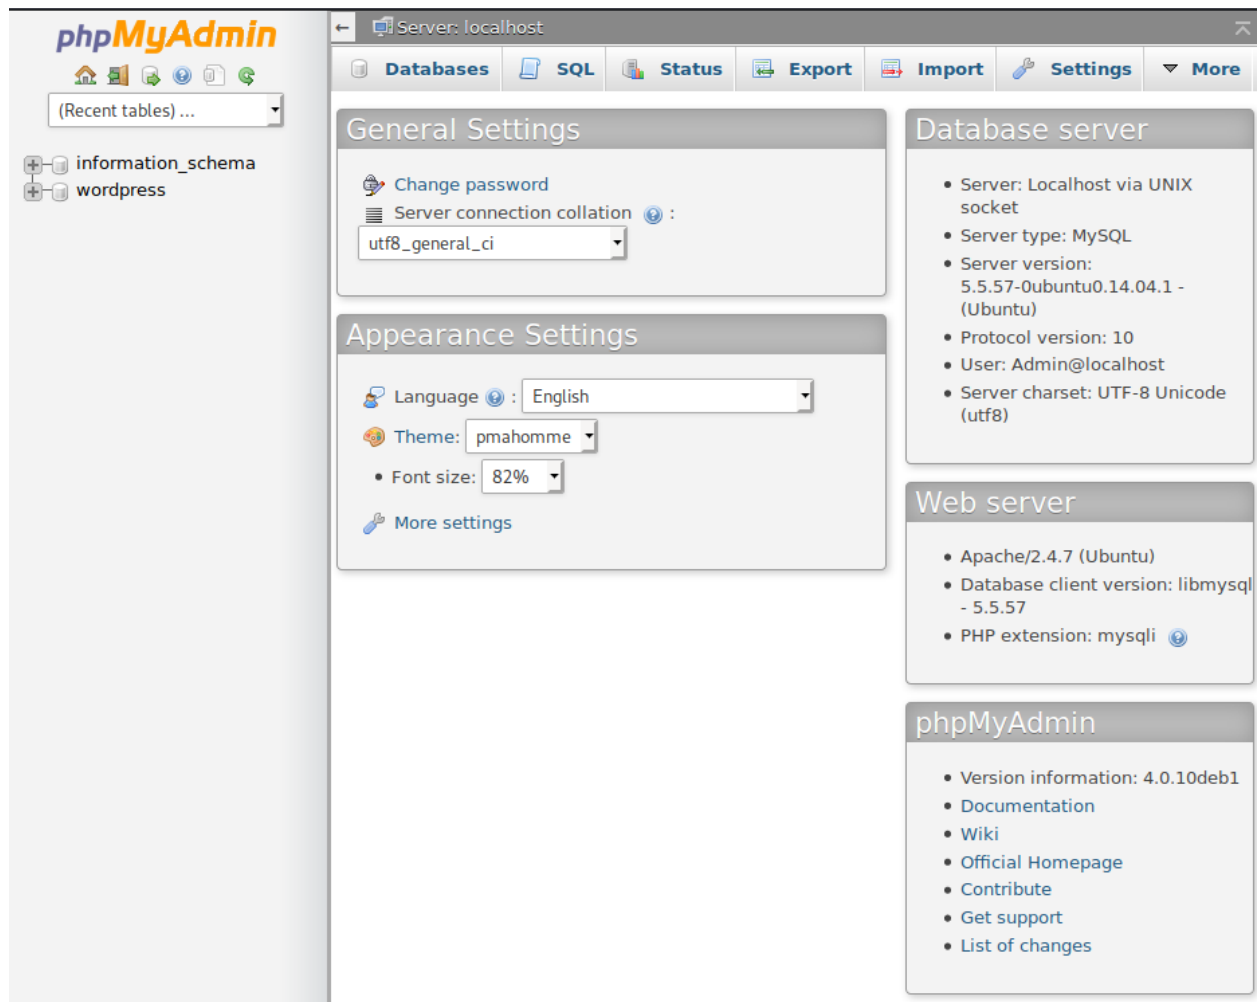 phpMyAdmin
(Recent tables) ...
information_schema
wordpress
Server: localhost
Databases
SQL
Status
Export
Import
Settings
More
General Settings
Change password
Server connection collation :
utf8_general_ci
Appearance Settings
Language : English
Theme: pmahomme
Font size: 82%
More settings
Database server
Server: Localhost via UNIX
socket
Server type: MySQL
Server version:
5.5.57-0ubuntu0.14.04.1 -
(Ubuntu)
Protocol version: 10
User: Admin@localhost
Server charset: UTF-8 Unicode
(utf8)
Web server
Apache/2.4.7 (Ubuntu)
Database client version: libmysql
- 5.5.57
PHP extension: mysqli
phpMyAdmin
Version information: 4.0.10deb1
Documentation
Wiki
Official Homepage
Contribute
Get support
List of changes